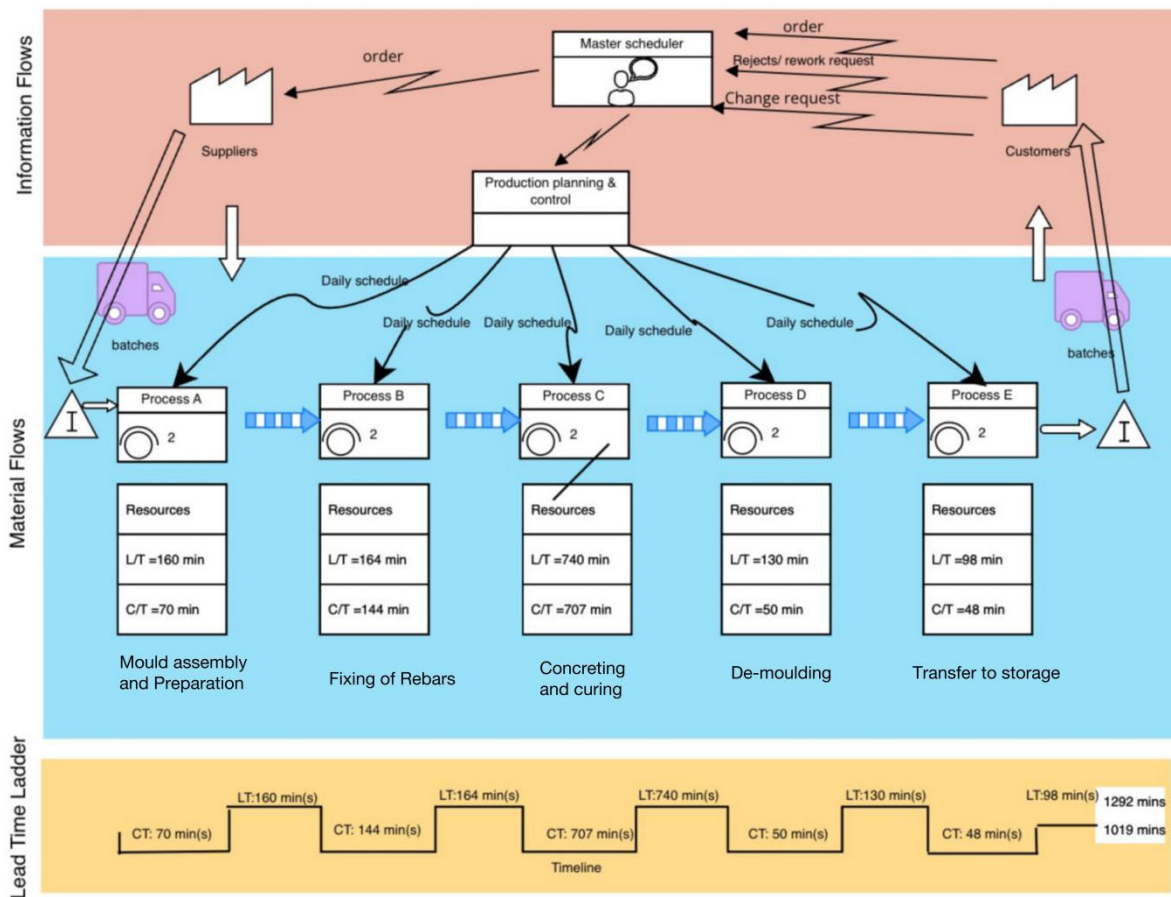 Information Flows
order
Master scheduler
order
Rejects/ rework request
Change request
Suppliers
Customers
Production planning &
control
Material Flows
Daily schedule
Daily schedule
Daily schedule
Daily schedule
Daily schedule
batches
batches
I
Process A
2
Process B
2
Process C
2
Process D
2
Process E
2
I
Resources
L/T =160 min
C/T =70 min
Resources
L/T =164 min
C/T =144 min
Resources
L/T =740 min
C/T =707 min
Resources
L/T =130 min
C/T =50 min
Resources
L/T =98 min
C/T =48 min
Mould assembly
and Preparation
Fixing of Rebars
Concreting
and curing
De-moulding
Transfer to storage
Lead Time Ladder
CT: 70 min(s)
LT:160 min(s)
CT: 144 min(s)
LT:164 min(s)
CT: 707 min(s)
LT:740 min(s)
CT: 50 min(s)
LT:130 min(s)
CT: 48 min(s)
LT:98 min(s)
1292 mins
1019 mins
Timeline